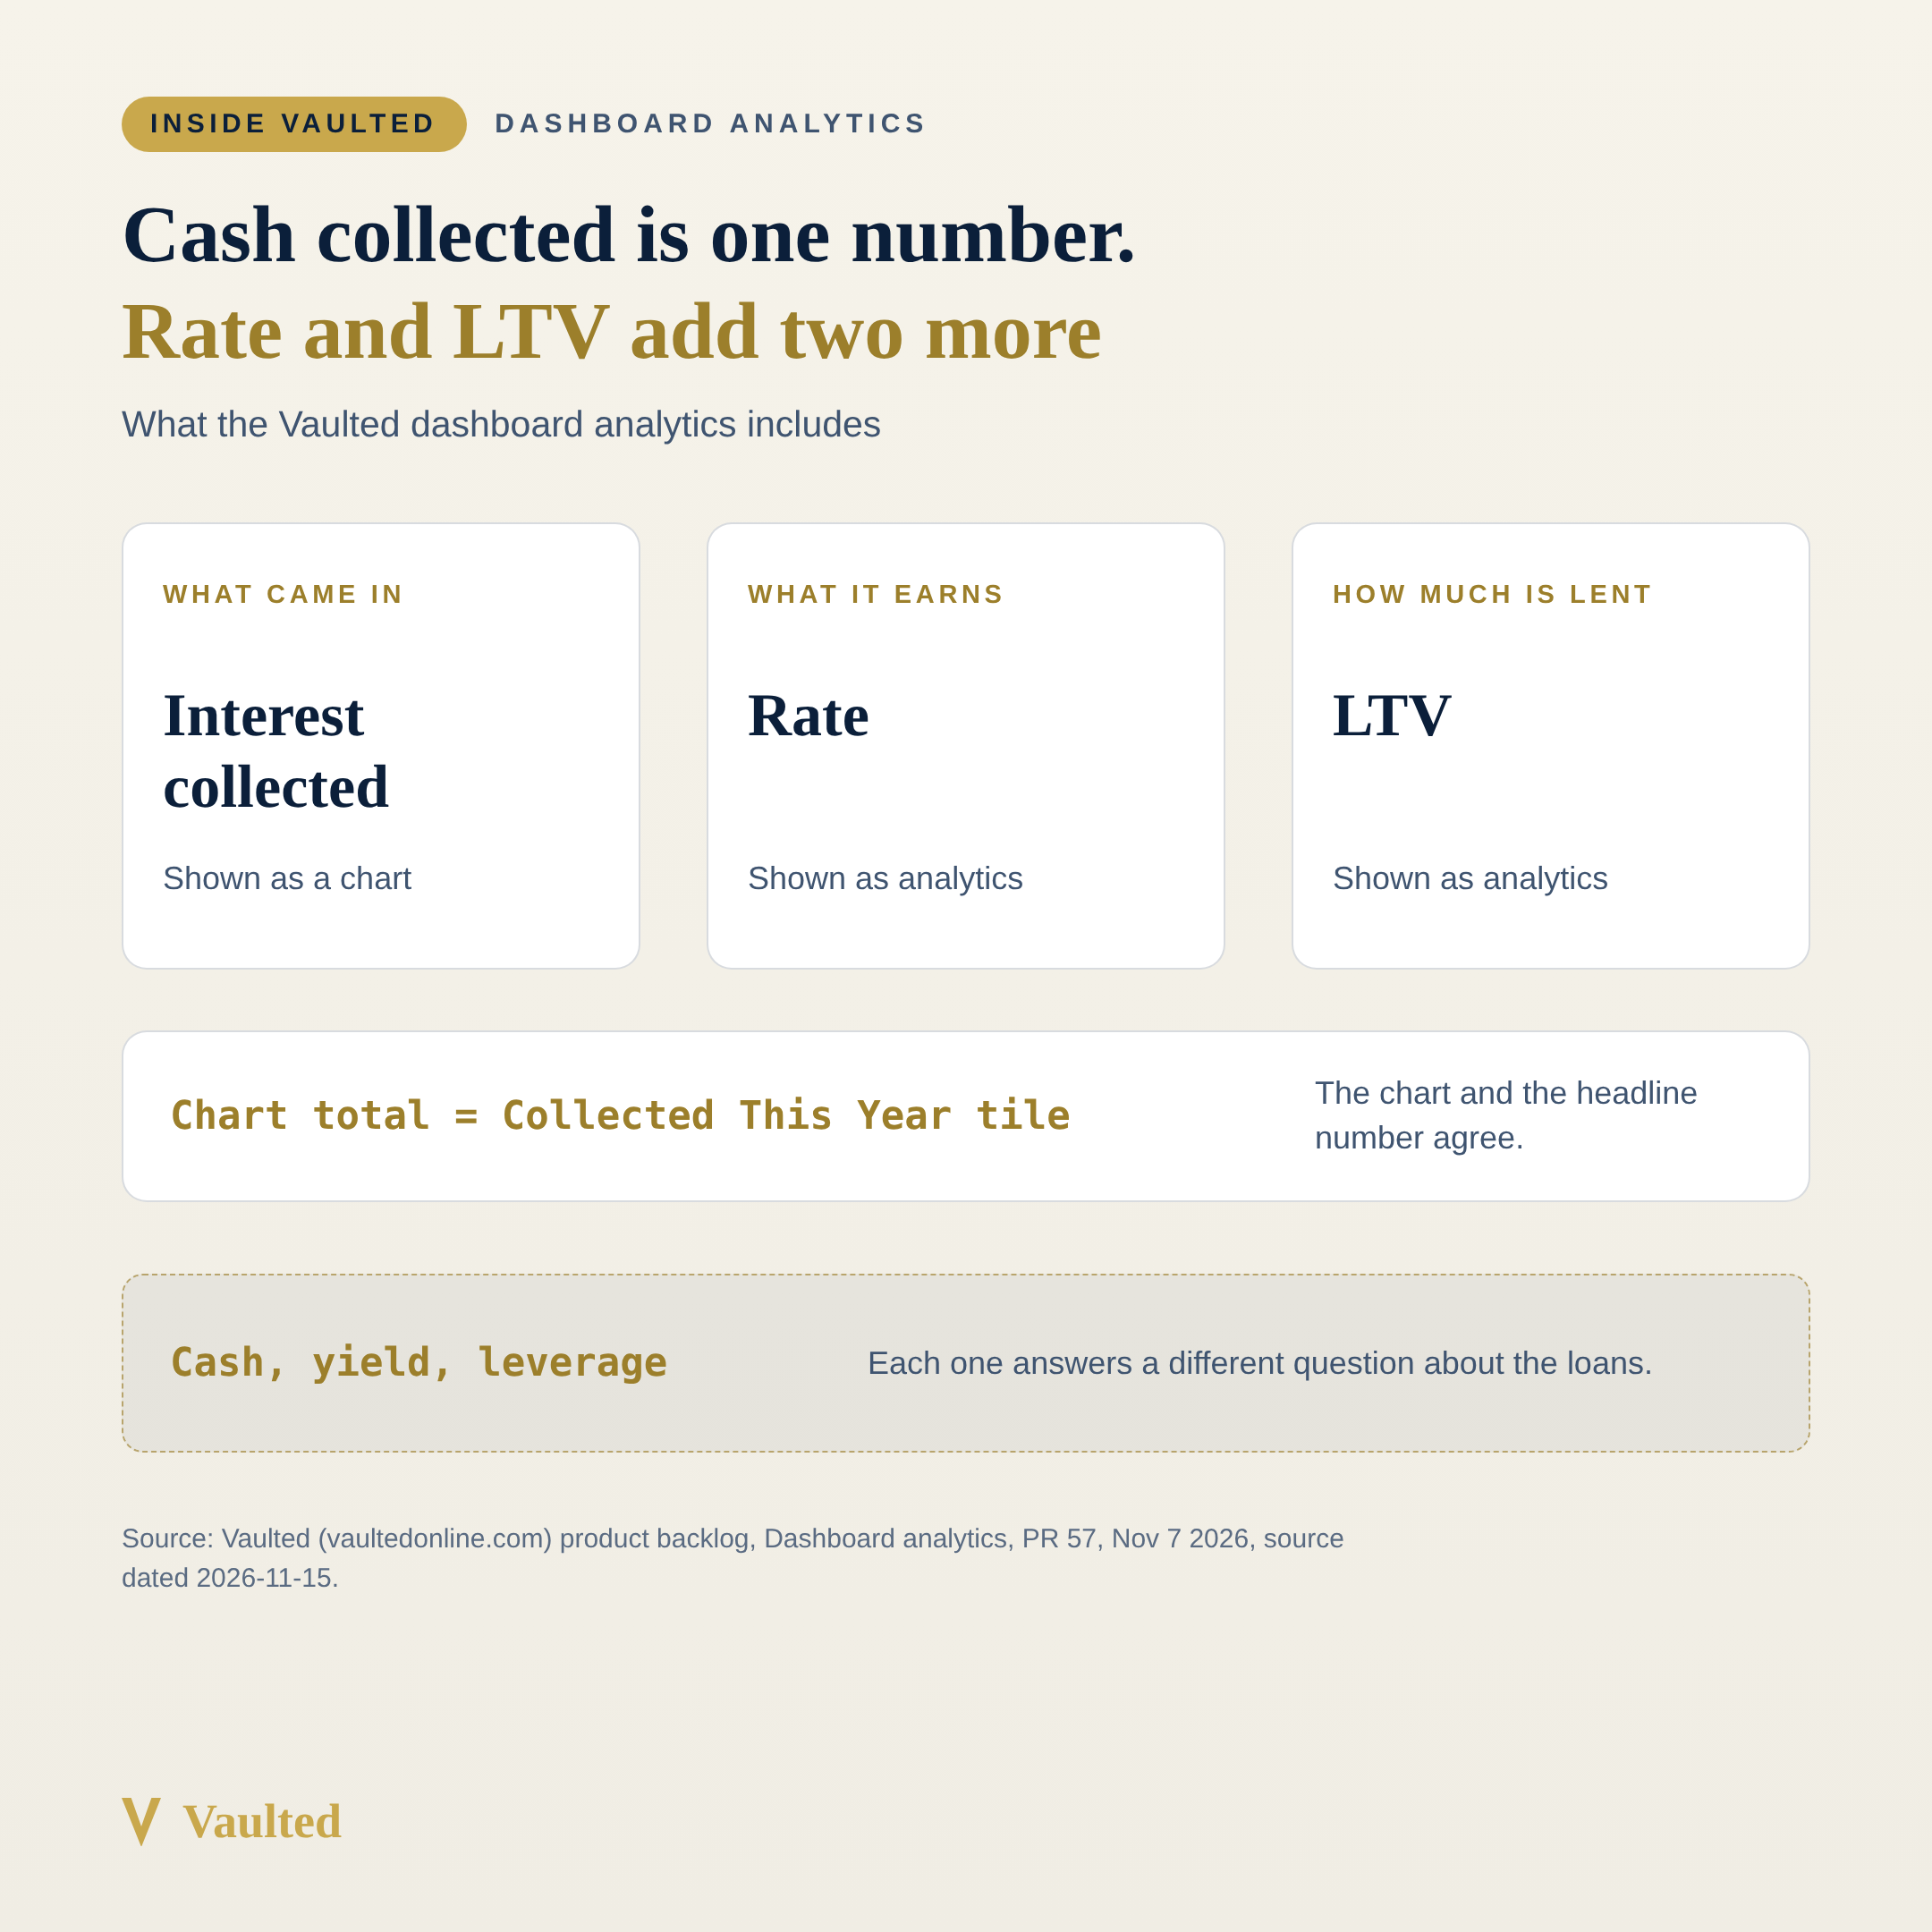 INSIDE VAULTED DASHBOARD ANALYTICS
Cash collected is one number.
Rate and LTV add two more
What the Vaulted dashboard analytics includes
WHAT CAME IN
Interest
collected
Shown as a chart
WHAT IT EARNS
Rate
Shown as analytics
HOW MUCH IS LENT
LTV
Shown as analytics
Chart total = Collected This Year tile
The chart and the headline
number agree.
Cash, yield, leverage
Each one answers a different question about the loans.
Source: Vaulted (vaultedonline.com) product backlog, Dashboard analytics, PR 57, Nov 7 2026, source
dated 2026-11-15.
Vaulted